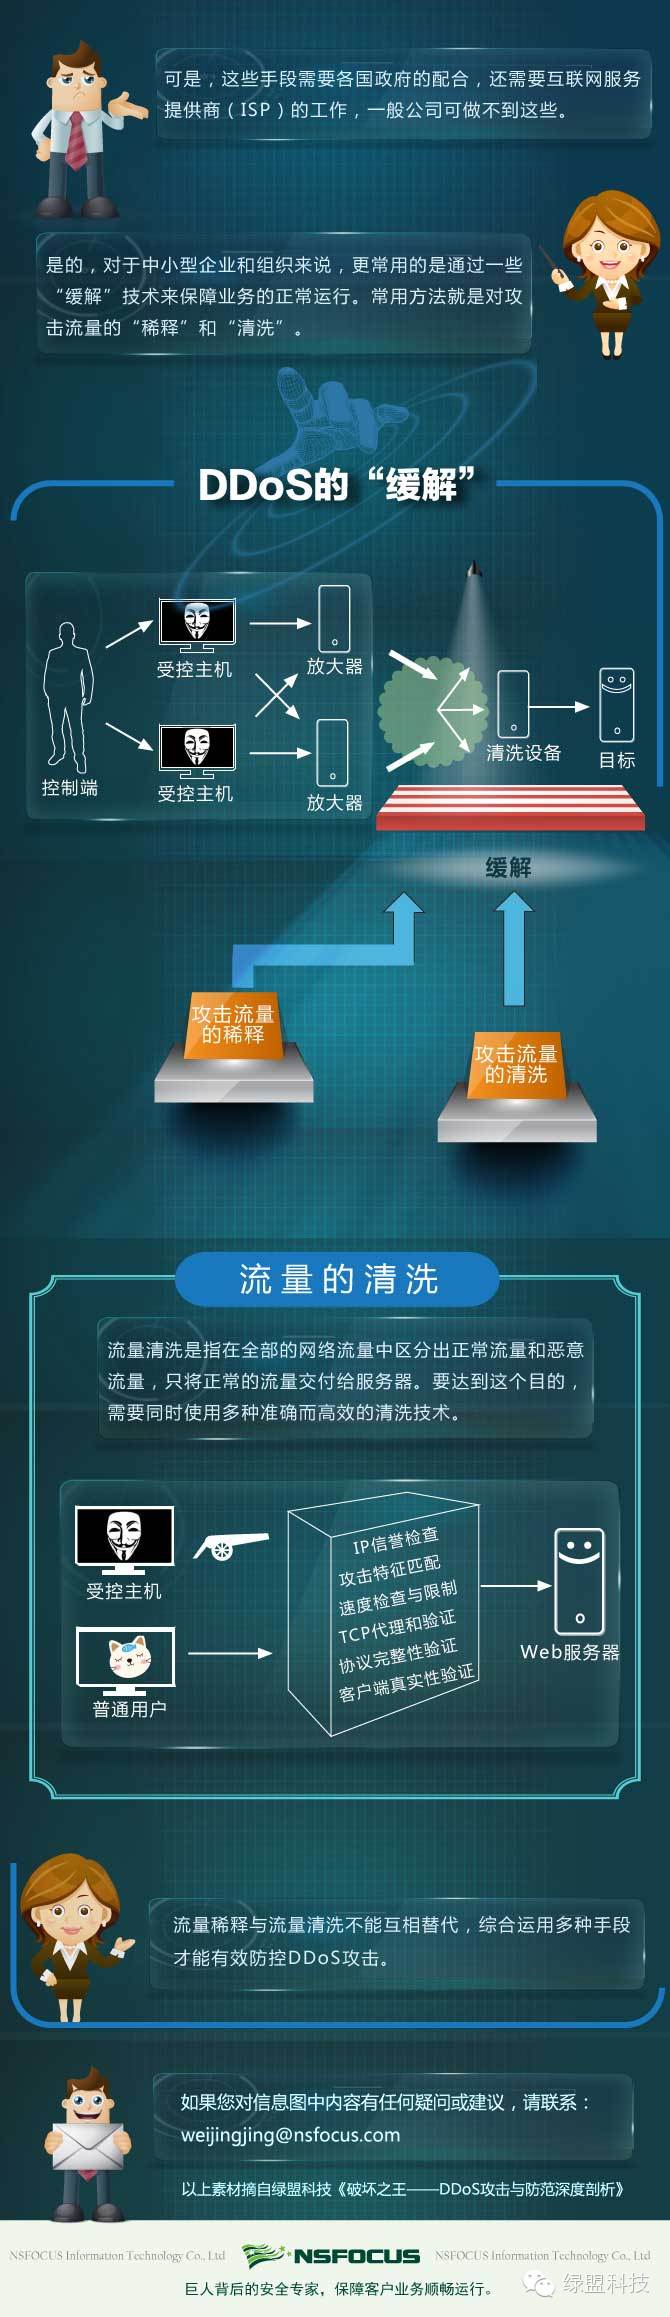 可是，这些手段需要各国政府的配合，还需要互联网服务
提供商（ISP）的工作，一般公司可做不到这些。
是的，对于中小型企业和组织来说，更常用的是通过一些
“缓解”技术来保障业务的正常运行。常用方法就是对攻
击流量的“稀释”和“清洗”。
DDoS的“缓解”
控制端
受控主机
受控主机
放大器
放大器
清洗设备
目标
缓解
攻击流量
的稀释
攻击流量
的清洗
流量的清洗
流量清洗是指在全部的网络流量中区分出正常流量和恶意
流量，只将正常的流量交付给服务器。要达到这个目的，
需要同时使用多种准确而高效的清洗技术。
受控主机
普通用户
IP信誉检查
攻击特征匹配
速度检查与限制
TCP代理和验证
协议完整性验证
客户端真实性验证
Web服务器
流量稀释与流量清洗不能互相替代，综合运用多种手段
才能有效防控DDoS攻击。
如果您对信息图中内容有任何疑问或建议，请联系：
weijingjing@nsfocus.com
以上素材摘自绿盟科技《破坏之王——DDoS攻击与防范深度剖析》
NSFOCUS Information Technology Co., Ltd
NSFOCUS
NSFOCUS Information Technology Co., Ltd
巨人背后的安全专家，保障客户业务顺畅运行。
绿盟科技